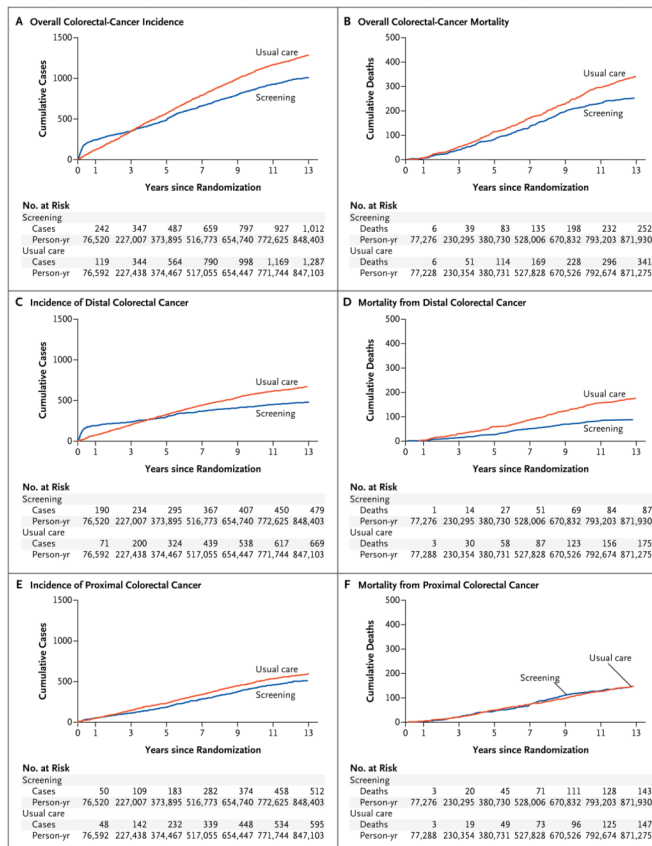 A Overall Colorectal-Cancer Incidence
1500
1000
500
0
Cumulative Cases
Usual care
Screening
0 1 3 5 7 9 11 13
Years since Randomization
No. at Risk
Screening
Cases 242 347 487 659 797 927 1,012
Person-yr 76,520 227,007 373,895 516,773 654,740 772,625 848,403
Usual care
Cases 119 344 564 790 998 1,169 1,287
Person-yr 76,592 227,438 374,467 517,055 654,447 771,744 847,103
B Overall Colorectal-Cancer Mortality
500
400
300
200
100
0
Cumulative Deaths
Usual care
Screening
0 1 3 5 7 9 11 13
Years since Randomization
No. at Risk
Screening
Deaths 6 39 83 135 198 232 252
Person-yr 77,276 230,295 380,730 528,006 670,832 793,203 871,930
Usual care
Deaths 6 51 114 169 228 296 341
Person-yr 77,228 230,354 380,731 527,828 670,526 792,674 871,275
C Incidence of Distal Colorectal Cancer
1500
1000
500
0
Cumulative Cases
Usual care
Screening
0 1 3 5 7 9 11 13
Years since Randomization
No. at Risk
Screening
Cases 190 234 295 367 407 450 479
Person-yr 76,520 227,007 373,895 516,773 654,740 772,625 848,403
Usual care
Cases 71 200 324 439 538 617 669
Person-yr 76,592 227,438 374,467 517,055 654,447 771,744 847,103
D Mortality from Distal Colorectal Cancer
500
400
300
200
100
0
Cumulative Deaths
Usual care
Screening
0 1 3 5 7 9 11 13
Years since Randomization
No. at Risk
Screening
Deaths 1 14 27 51 69 84 87
Person-yr 77,276 230,295 380,730 528,006 670,832 793,203 871,930
Usual care
Deaths 3 30 58 87 123 156 175
Person-yr 77,288 230,354 380,731 527,828 670,526 792,674 871,275
E Incidence of Proximal Colorectal Cancer
1500
1000
500
0
Cumulative Cases
Usual care
Screening
0 1 3 5 7 9 11 13
Years since Randomization
No. at Risk
Screening
Cases 50 109 183 282 374 458 512
Person-yr 76,520 227,007 373,895 516,773 654,740 772,625 848,403
Usual care
Cases 48 142 232 339 448 534 595
Person-yr 76,592 227,438 374,467 517,055 654,447 771,744 847,103
F Mortality from Proximal Colorectal Cancer
500
400
300
200
100
0
Cumulative Deaths
Usual care
Screening
0 1 3 5 7 9 11 13
Years since Randomization
No. at Risk
Screening
Deaths 3 20 45 71 111 128 143
Person-yr 77,276 230,295 380,730 528,006 670,832 793,203 871,930
Usual care
Deaths 3 19 49 73 96 125 147
Person-yr 77,288 230,354 380,731 527,828 670,526 792,674 871,275